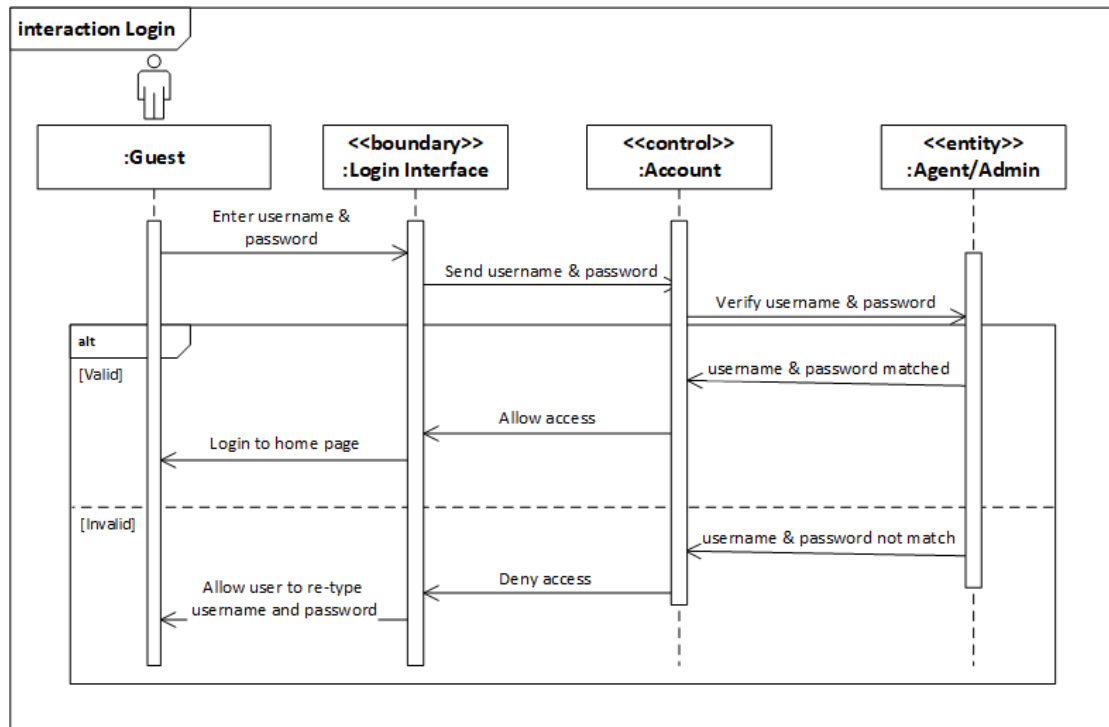 interaction Login
:Guest
<<boundary>>
:Login Interface
<<control>>
:Account
<<entity>>
:Agent/Admin
Enter username &
password
Send username & password
Verify username & password
alt
[Valid]
username & password matched
Allow access
Login to home page
[Invalid]
username & password not match
Deny access
Allow user to re-type
username and password